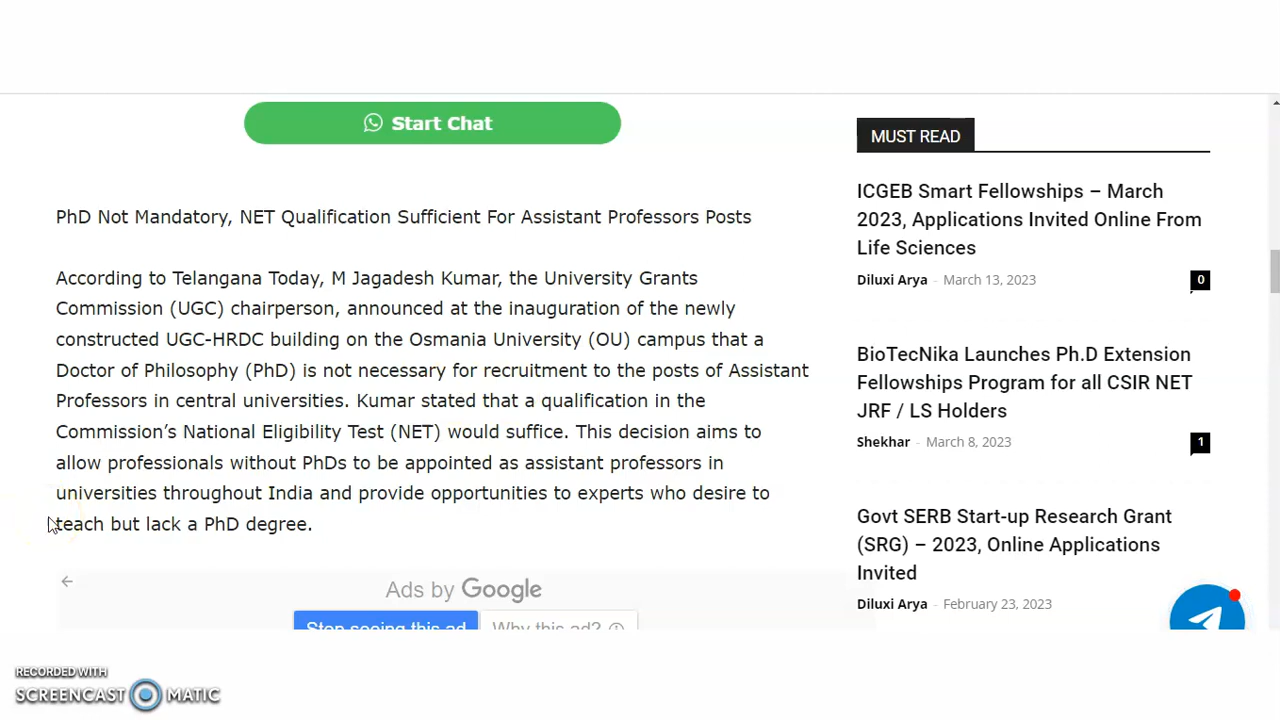 Start Chat
PhD Not Mandatory, NET Qualification Sufficient For Assistant Professors Posts
According to Telangana Today, M Jagadesh Kumar, the University Grants
Commission (UGC) chairperson, announced at the inauguration of the newly
constructed UGC-HRDC building on the Osmania University (OU) campus that a
Doctor of Philosophy (PhD) is not necessary for recruitment to the posts of Assistant
Professors in central universities. Kumar stated that a qualification in the
Commission’s National Eligibility Test (NET) would suffice. This decision aims to
allow professionals without PhDs to be appointed as assistant professors in
universities throughout India and provide opportunities to experts who desire to
teach but lack a PhD degree.
Ads by Google
Stop seeing this ad
Why this ad?
MUST READ
ICGEB Smart Fellowships – March
2023, Applications Invited Online From
Life Sciences
Diluxi Arya - March 13, 2023
0
BioTecNika Launches Ph.D Extension
Fellowships Program for all CSIR NET
JRF / LS Holders
Shekhar - March 8, 2023
1
Govt SERB Start-up Research Grant
(SRG) – 2023, Online Applications
Invited
Diluxi Arya - February 23, 2023
RECORDED WITH
SCREENCAST MATIC